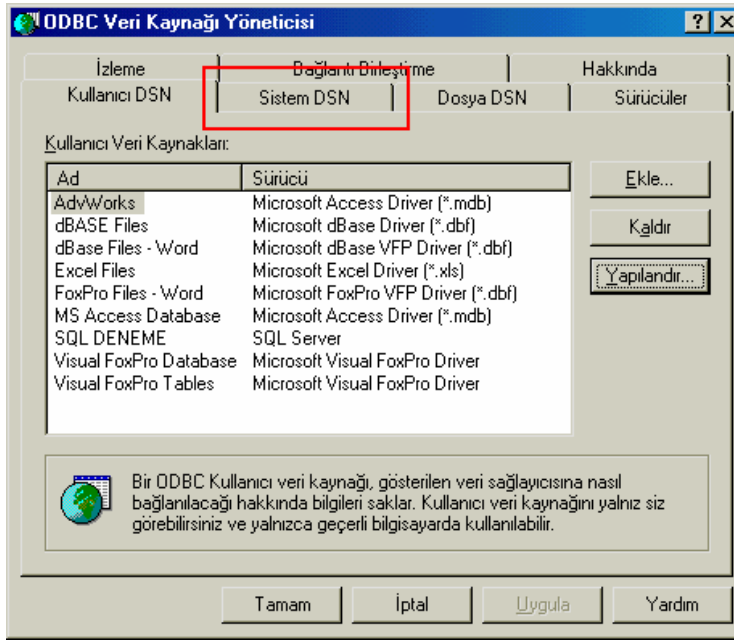 ODBC Veri Kaynağı Yöneticisi
İzleme Bağlantı Birleştirme Hakkında
Kullanıcı DSN Sistem DSN Dosya DSN Sürücüler
Kullanıcı Veri Kaynakları:
Ad Sürücü
AdvWorks Microsoft Access Driver (*.mdb)
dBASE Files Microsoft dBase Driver (*.dbf)
dBase Files - Word Microsoft dBase VFP Driver (*.dbf)
Excel Files Microsoft Excel Driver (*.xls)
FoxPro Files - Word Microsoft FoxPro VFP Driver (*.dbf)
MS Access Database Microsoft Access Driver (*.mdb)
SQL DENEME SQL Server
Visual FoxPro Database Microsoft Visual FoxPro Driver
Visual FoxPro Tables Microsoft Visual FoxPro Driver
Ekle...
Kaldır
Yapılandır...
Bir ODBC Kullanıcı veri kaynağı, gösterilen veri sağlayıcısına nasıl
bağlanılacağı hakkında bilgileri saklar. Kullanıcı veri kaynağını yalnız siz
görebilirsiniz ve yalnızca geçerli bilgisayarda kullanılabilir.
Tamam İptal Uygula Yardım